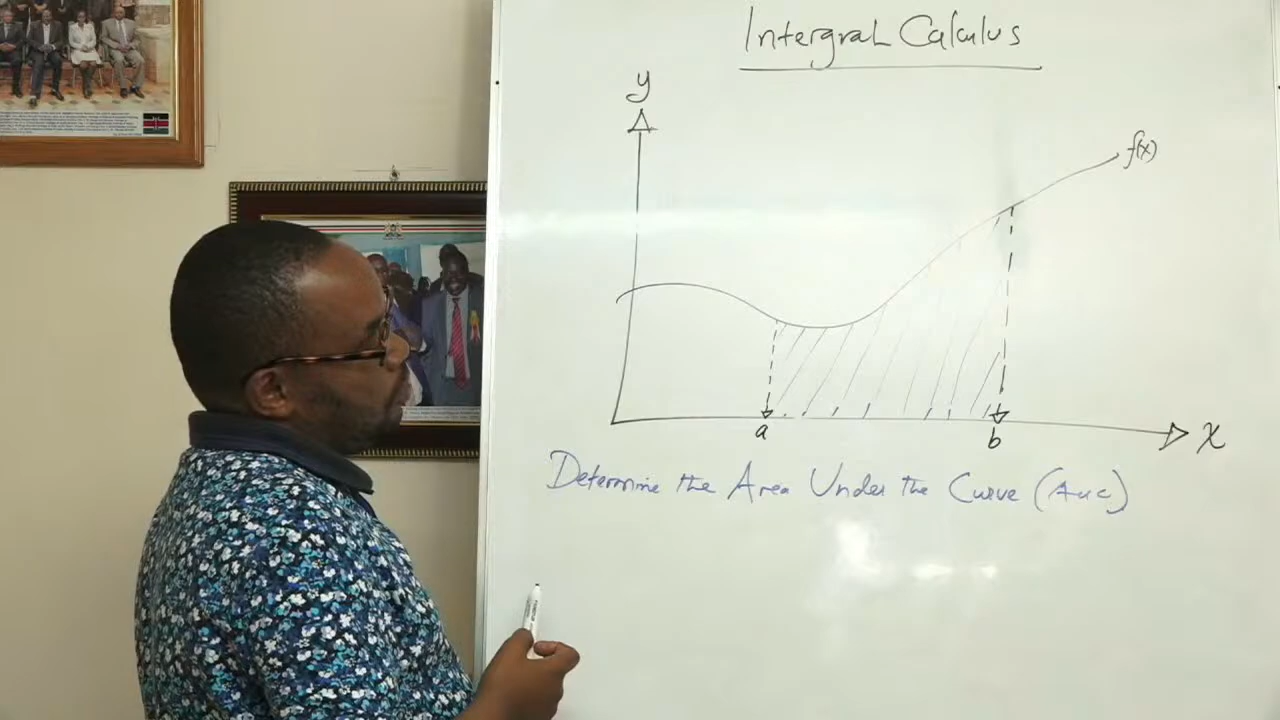 Intergral Calculus
y
f(x)
a
b
x
Determine the Area Under the Curve (AUC)